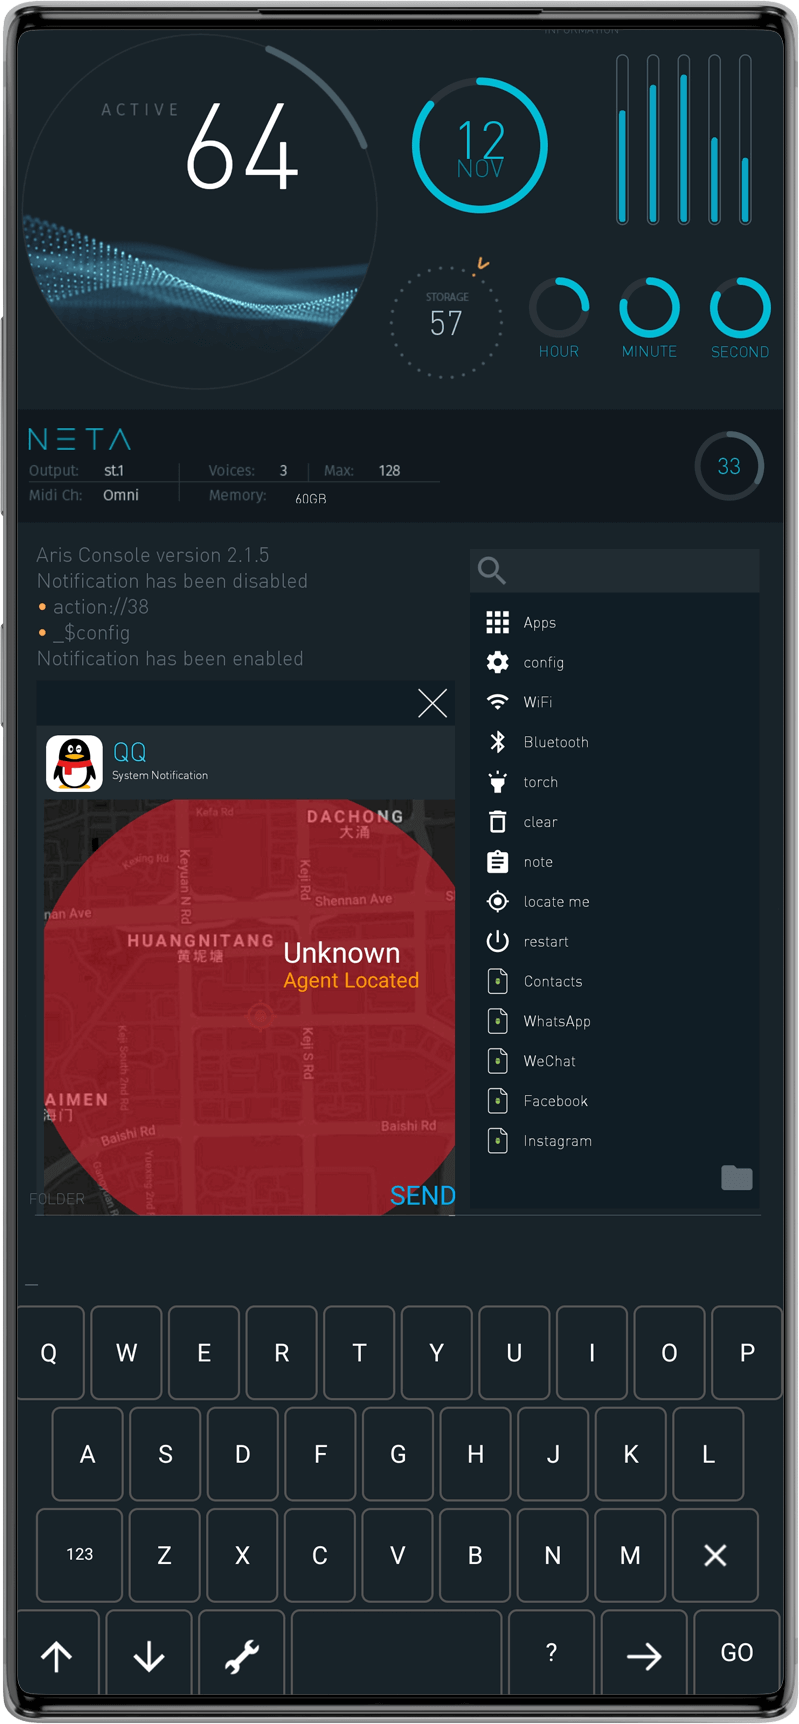 INFORMATION
ACTIVE
64
12
NOV
STORAGE
57
HOUR
MINUTE
SECOND
NETA
Output: st.1 Voices: 3 Max: 128
Midi Ch: Omni Memory: 60GB
33
Aris Console version 2.1.5
Notification has been disabled
• action://38
• _$config
Notification has been enabled
QQ
System Notification
Kefa Rd
DACHONG
大涌
Kexing Rd
Keyuan N Rd
Keji Rd
Shennan Ave
nan Ave
S
HUANGNITANG
黄坭塘
Unknown
Agent Located
Keji South 2nd Rd
Keji S Rd
AIMEN
海门
Baishi Rd
Baishi Rd
Gangyuan Rd
Yuexing 2nd Rd
FOLDER
SEND
Apps
config
WiFi
Bluetooth
torch
clear
note
locate me
restart
Contacts
WhatsApp
WeChat
Facebook
Instagram
_
Q W E R T Y U I O P
A S D F G H J K L
123 Z X C V B N M
? GO